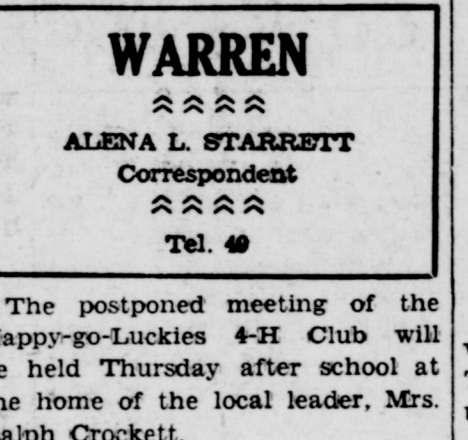 WARREN
ALENA L. STARRETT
Correspondent
Tel. 49
The postponed meeting of the
appy-go-Luckies 4-H Club will
e held Thursday after school at
he home of the local leader, Mrs.
alph Crockett.